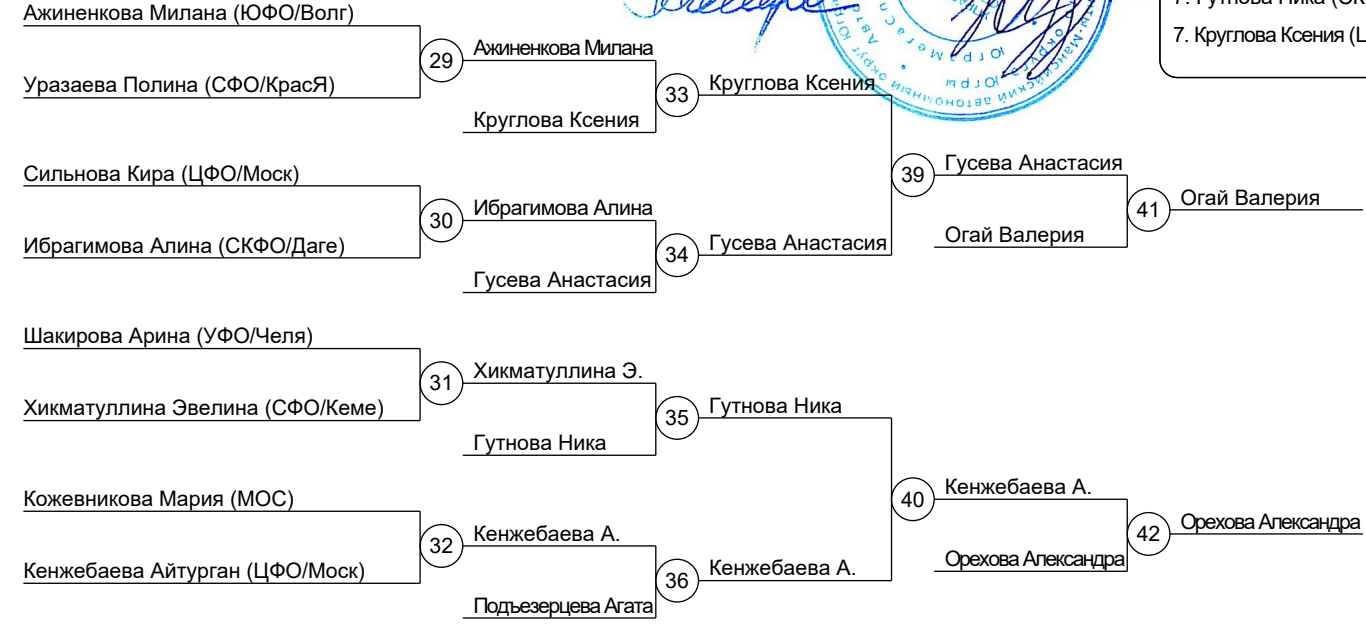 Ажиненкова Милана (ЮФО/Волг)
Уразаева Полина (СФО/КрасЯ)
29
Ажиненкова Милана
Круглова Ксения
33
Круглова Ксения
Сильнова Кира (ЦФО/Моск)
Ибрагимова Алина (СКФО/Даге)
30
Ибрагимова Алина
Гусева Анастасия
34
Гусева Анастасия
39
Гусева Анастасия
Огай Валерия
41
Огай Валерия
Шакирова Арина (УФО/Челя)
Хикматуллина Эвелина (СФО/Кеме)
31
Хикматуллина Э.
Гутнова Ника
35
Гутнова Ника
Кожевникова Мария (МОС)
Кенжебаева Айтурган (ЦФО/Моск)
32
Кенжебаева А.
Подъезерцева Агата
36
Кенжебаева А.
40
Кенжебаева А.
Орехова Александра
42
Орехова Александра
7. Гутнова Ника (СК
7. Круглова Ксения (Ц